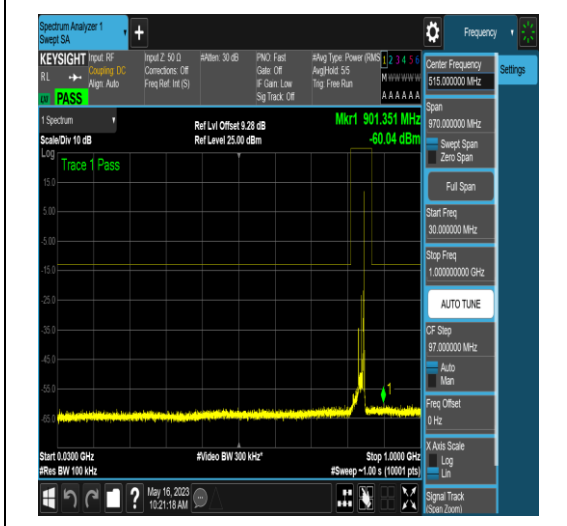 Spectrum Analyzer 1
Swept SA
+
Frequency
KEYSIGHT
RL
PASS
Input: RF
Coupling: DC
Align: Auto
Input Z: 50 Ω
Corrections: Off
Freq Ref: Int (S)
#Atten: 30 dB
PNO: Fast
Gate: Off
IF Gain: Low
Sig Track: Off
#Avg Type: Power (RMS
Avg|Hold: 5/5
Trig: Free Run
1 2 3 4 5 6
M W W W W W
A A A A A A
1 Spectrum
Scale/Div 10 dB
Log
Ref Lvl Offset 9.28 dB
Ref Level 25.00 dBm
Mkr1 901.351 MHz
-60.04 dBm
Trace 1 Pass
15.0
5.00
-5.00
-15.0
-25.0
-35.0
-45.0
-55.0
-65.0
1
Start 0.0300 GHz
#Res BW 100 kHz
#Video BW 300 kHz*
Stop 1.0000 GHz
#Sweep ~1.00 s (10001 pts)
May 16, 2023
10:21:18 AM
?
Center Frequency
515.000000 MHz
Settings
Span
970.000000 MHz
Swept Span
Zero Span
Full Span
Start Freq
30.000000 MHz
Stop Freq
1.000000000 GHz
AUTO TUNE
CF Step
97.000000 MHz
Auto
Man
Freq Offset
0 Hz
X Axis Scale
Log
Lin
Signal Track
(Span Zoom)